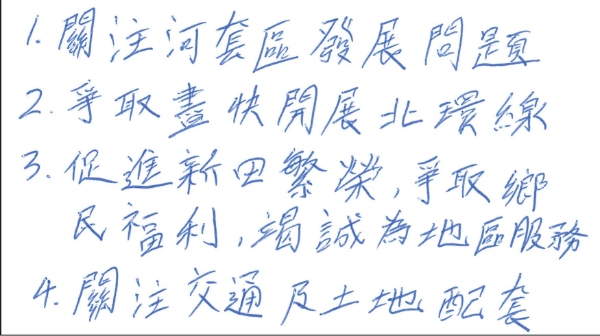 1. 關注河套區發展問題
2. 爭取盡快開展北環線
3. 促進新田繁榮,爭取鄉
民福利,竭誠為地區服務
4. 關注交通及土地配套